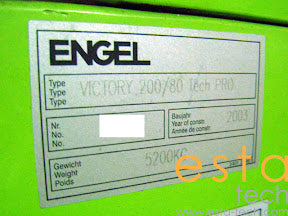 ENGEL
Type
Type VICTORY 200/80 Tech PRO
Type
Nr.
No.
No.
Baujahr
Year of constr. 2003
Année de constr.
Gewicht
Weight 5200KG
Poids
esta
tech